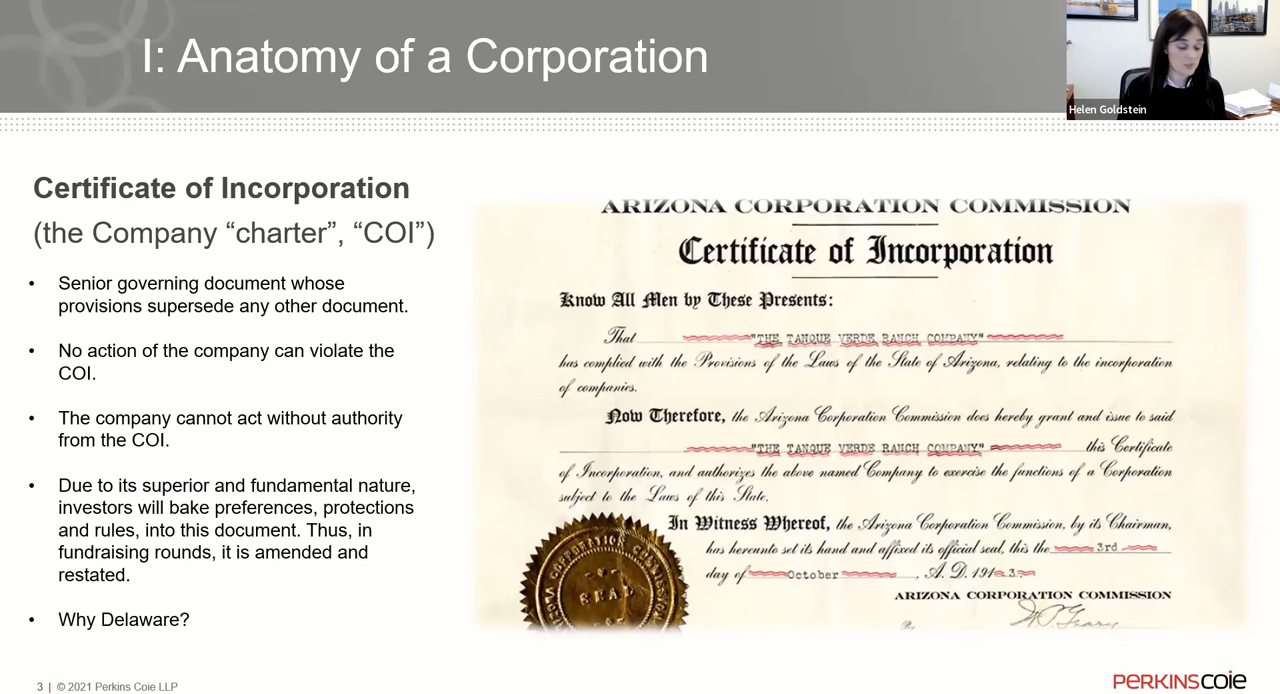 I: Anatomy of a Corporation
Helen Goldstein
Certificate of Incorporation
(the Company “charter”, “COI”)
• Senior governing document whose
provisions supersede any other document.
• No action of the company can violate the
COI.
• The company cannot act without authority
from the COI.
• Due to its superior and fundamental nature,
investors will bake preferences, protections
and rules, into this document. Thus, in
fundraising rounds, it is amended and
restated.
• Why Delaware?
ARIZONA CORPORATION COMMISSION
Certificate of Incorporation
Know All Men by These Presents:
That "THE TANQUE VERDE RANCH COMPANY"
has complied with the Provisions of the Laws of the State of Arizona, relating to the incorporation
of companies.
Now Therefore, the Arizona Corporation Commission does hereby grant and issue to said
"THE TANQUE VERDE RANCH COMPANY" this Certificate
of Incorporation, and authorizes the above named Company to exercise the functions of a Corporation
subject to the Laws of this State.
In Witness Whereof, the Arizona Corporation Commission, by its Chairman,
has hereunto set its hand and affixed its official seal, this the 3rd
day of October, A. D. 191 3
ARIZONA CORPORATION COMMISSION
CORPORATION
SEAL
3 | © 2021 Perkins Coie LLP
PERKINSCOIE